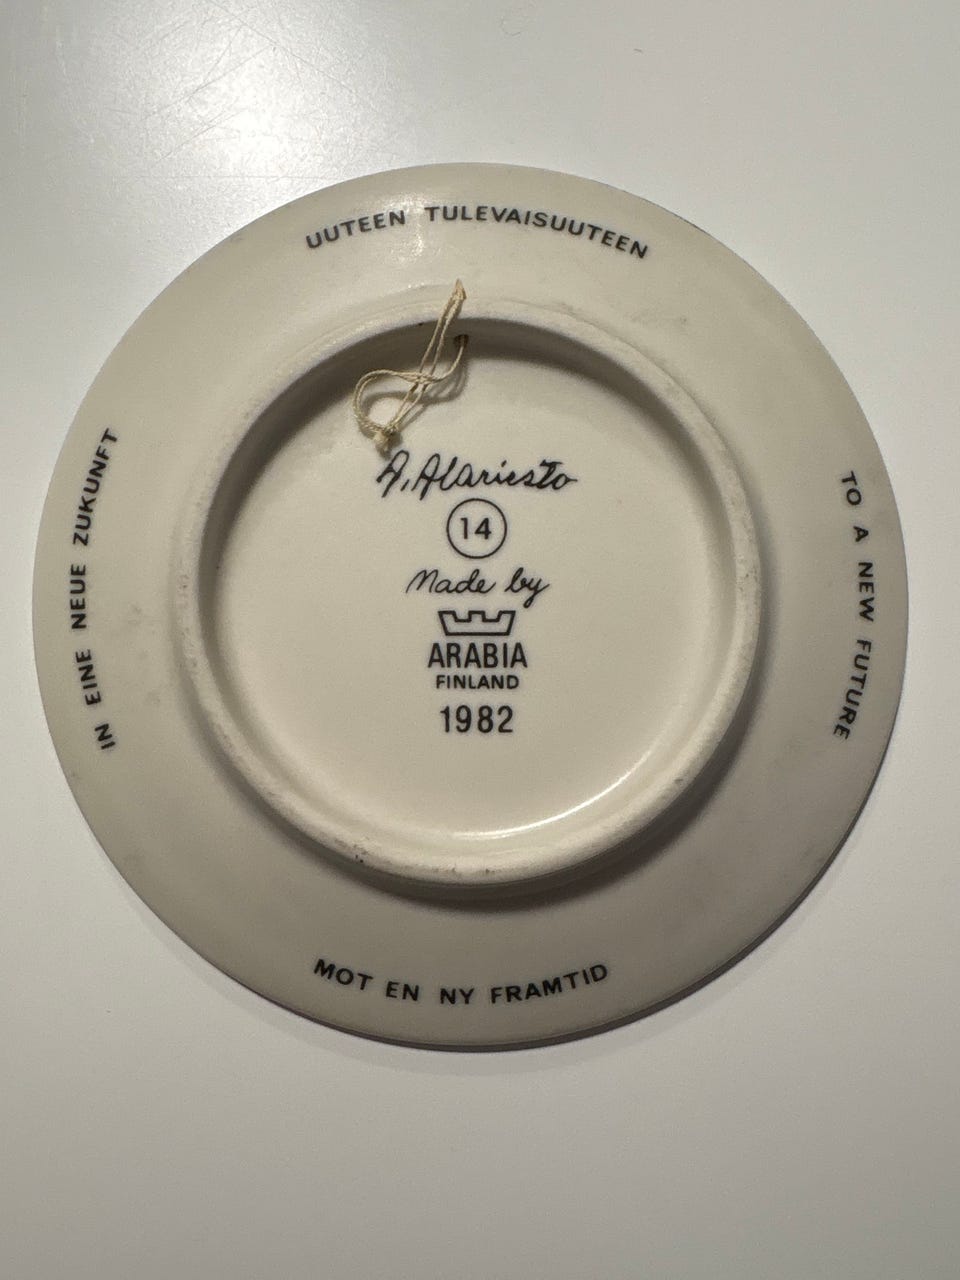 UUTEEN TULEVAISUUTEEN
A. Alariesto
14
Made by
ARABIA
FINLAND
1982
TO A NEW FUTURE
MOT EN NY FRAMTID
IN EINE NEUE ZUKUNFT